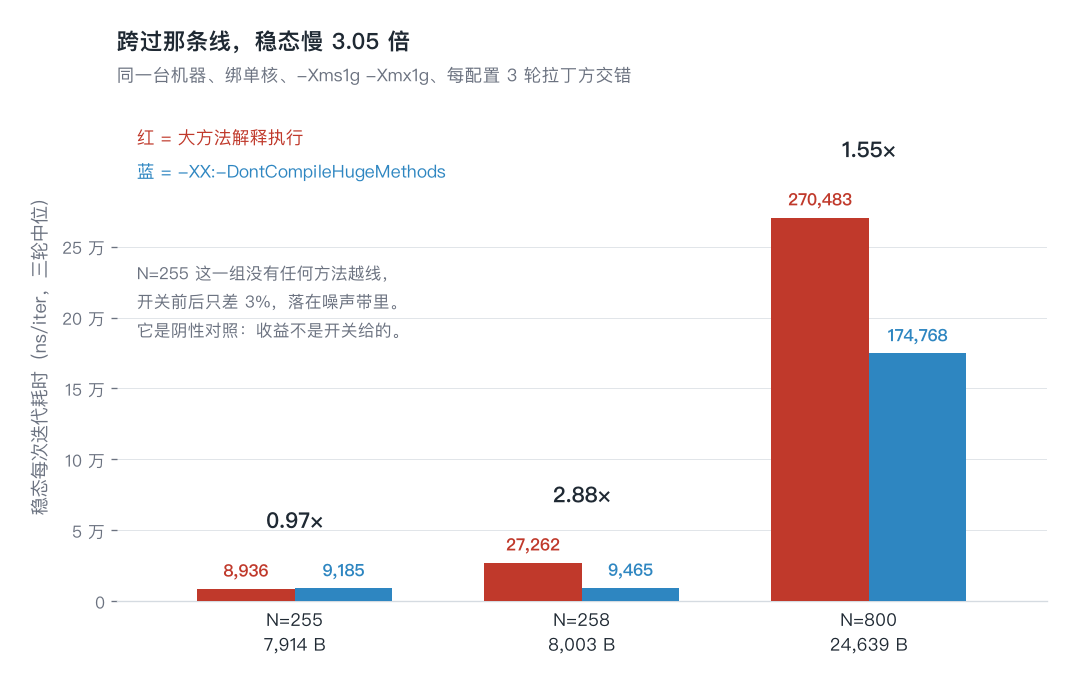 跨过那条线，稳态慢 3.05 倍
同一台机器、绑单核、-Xms1g -Xmx1g、每配置 3 轮拉丁方交错
红 = 大方法解释执行
蓝 = -XX:-DontCompileHugeMethods
1.55×
270,483
稳态每次迭代耗时（ns/iter，三轮中位）
25 万
N=255 这一组没有任何方法越线，
开关前后只差 3%，落在噪声带里。
它是阴性对照：收益不是开关给的。
20 万
174,768
15 万
10 万
2.88×
0.97×
5 万
27,262
8,936
9,185
9,465
0
N=255
7,914 B
N=258
8,003 B
N=800
24,639 B